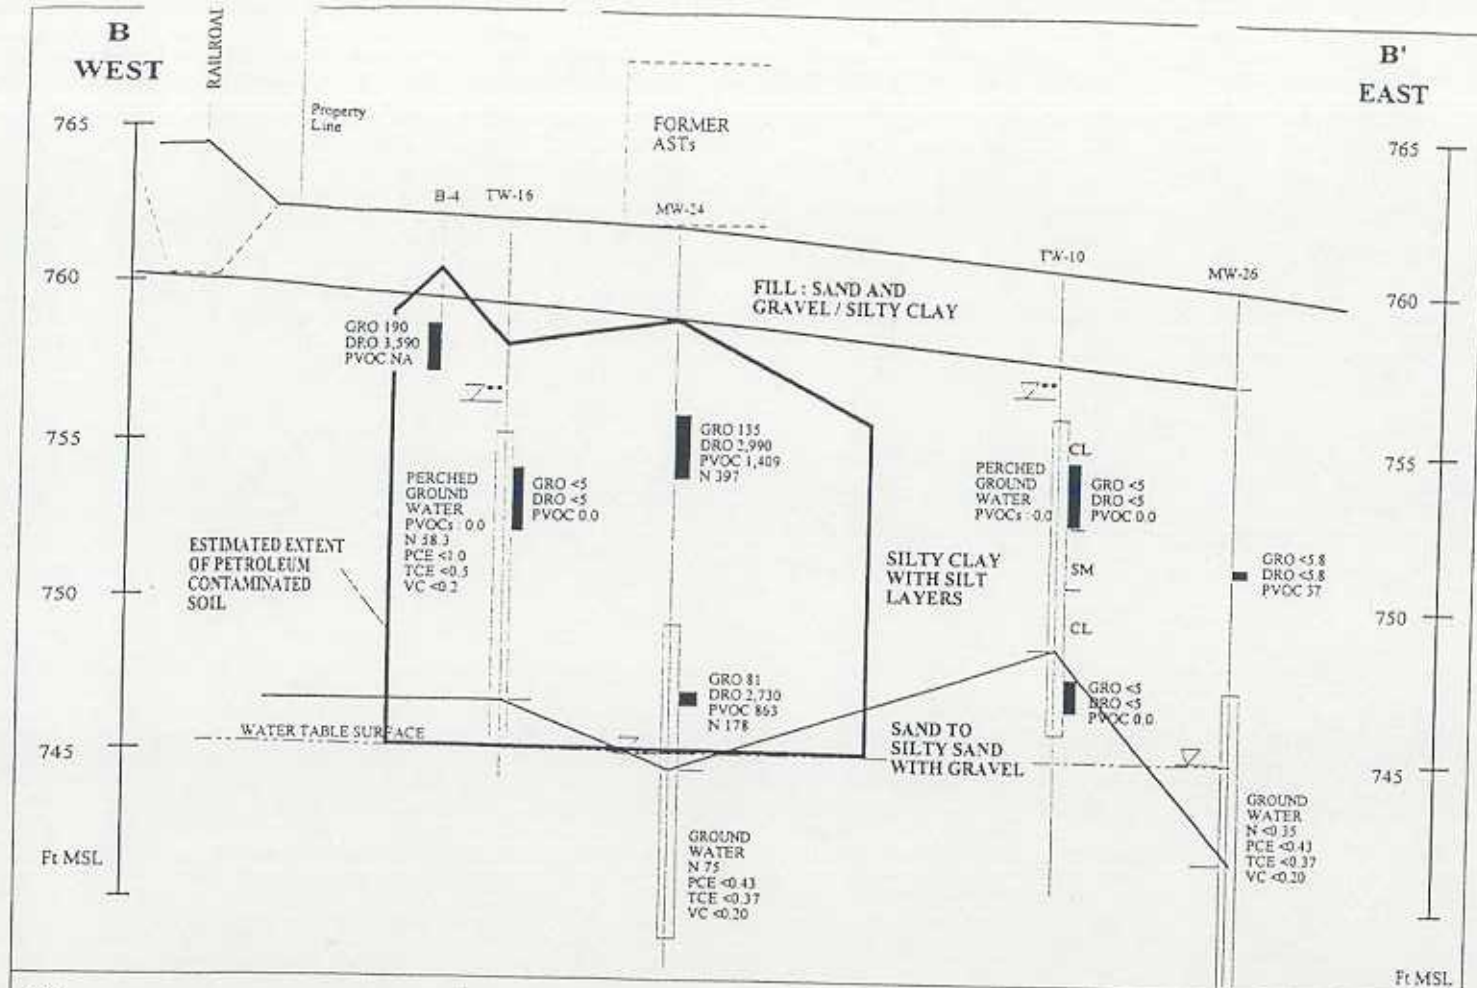 B
WEST
RAILROAD
Property
Line
FORMER
ASTs
B'
EAST
765
760
755
750
745
Ft MSL
765
760
755
750
745
Ft MSL
B-4
TW-16
MW-24
TW-10
MW-26
FILL : SAND AND
GRAVEL / SILTY CLAY
GRO 190
DRO 3,590
PVOC NA
**
**
PERCHED
GROUND
WATER
PVOCs : 0.0
N 58.3
PCE <1.0
TCE <0.5
VC <0.2
GRO <5
DRO <5
PVOC 0.0
GRO 135
DRO 2,990
PVOC 1,409
N 397
PERCHED
GROUND
WATER
PVOCs : 0.0
CL
GRO <5
DRO <5
PVOC 0.0
SM
CL
ESTIMATED EXTENT
OF PETROLEUM
CONTAMINATED
SOIL
SILTY CLAY
WITH SILT
LAYERS
GRO <5.8
DRO <5.8
PVOC 37
GRO 81
DRO 2,730
PVOC 863
N 178
GRO <5
DRO <5
PVOC 0.0
WATER TABLE SURFACE
SAND TO
SILTY SAND
WITH GRAVEL
GROUND
WATER
N 75
PCE <0.43
TCE <0.37
VC <0.20
GROUND
WATER
N <0.35
PCE <0.43
TCE <0.37
VC <0.20